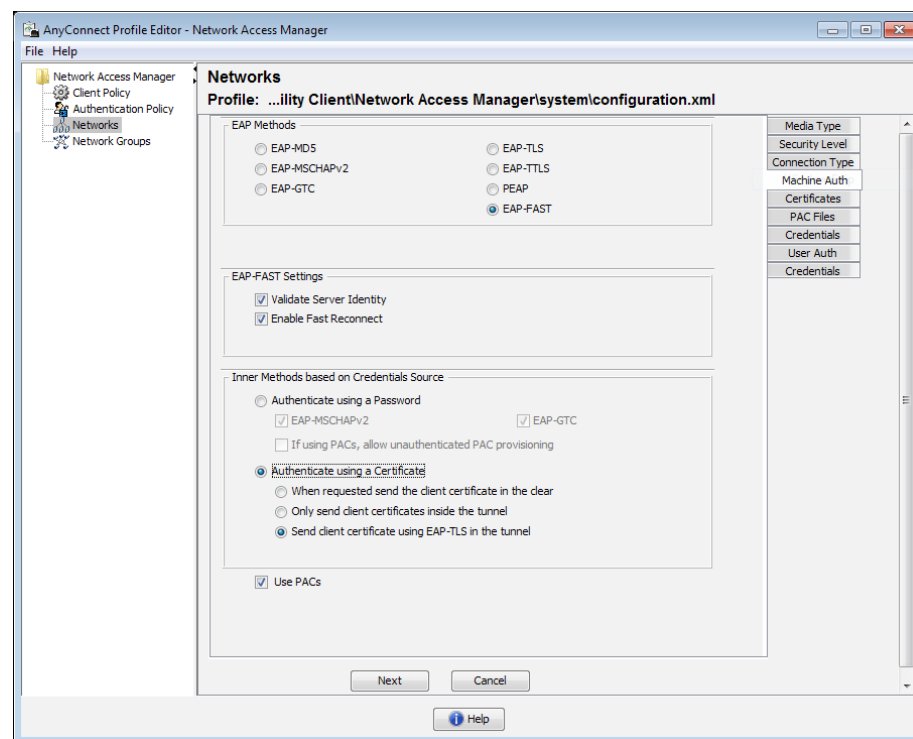 AnyConnect Profile Editor - Network Access Manager
File Help
Network Access Manager
Client Policy
Authentication Policy
Networks
Network Groups
Networks
Profile: ...ility Client\Network Access Manager\system\configuration.xml
EAP Methods
EAP-MD5 EAP-TLS
EAP-MSCHAPv2 EAP-TTLS
EAP-GTC PEAP
EAP-FAST
EAP-FAST Settings
Validate Server Identity
Enable Fast Reconnect
Inner Methods based on Credentials Source
Authenticate using a Password
EAP-MSCHAPv2 EAP-GTC
If using PACs, allow unauthenticated PAC provisioning
Authenticate using a Certificate
When requested send the client certificate in the clear
Only send client certificates inside the tunnel
Send client certificate using EAP-TLS in the tunnel
Use PACs
Media Type
Security Level
Connection Type
Machine Auth
Certificates
PAC Files
Credentials
User Auth
Credentials
Next Cancel
Help